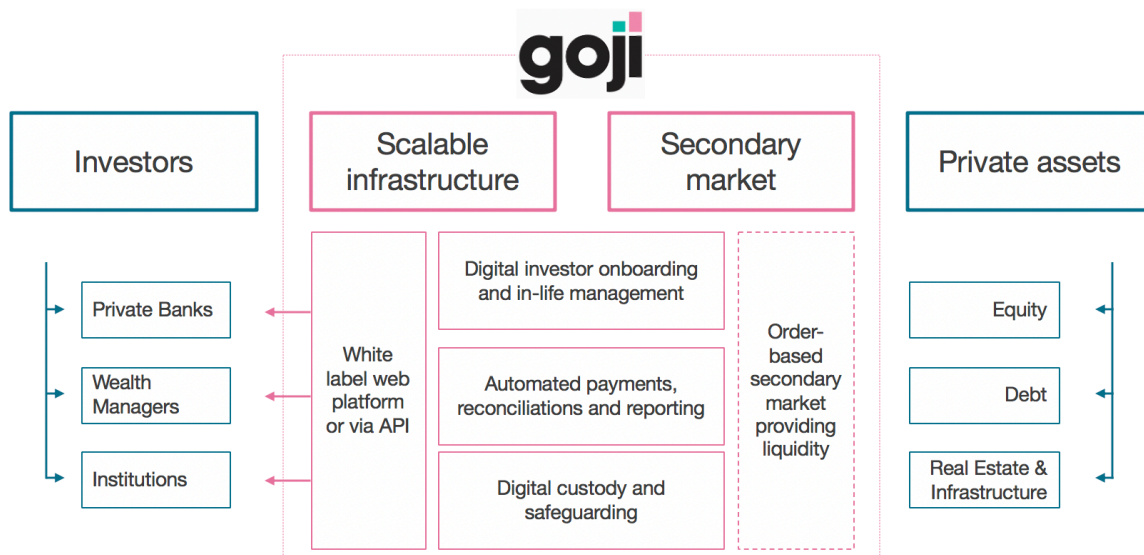 goji
Investors
Scalable
infrastructure
Secondary
market
Private assets
Private Banks
Wealth
Managers
Institutions
White
label web
platform
or via API
Digital investor onboarding
and in-life management
Automated payments,
reconciliations and reporting
Digital custody and
safeguarding
Order-
based
secondary
market
providing
liquidity
Equity
Debt
Real Estate &
Infrastructure